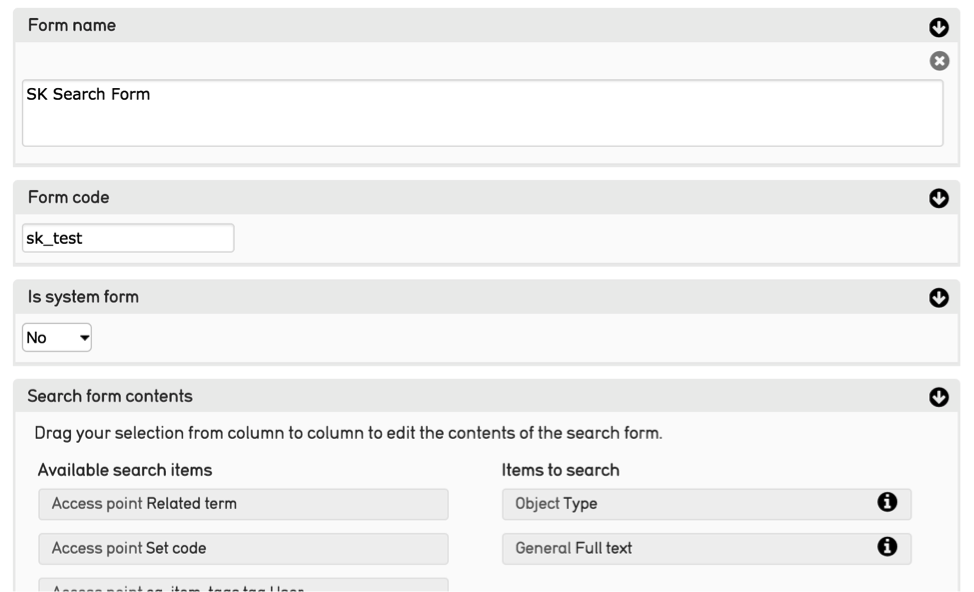 Form name
SK Search Form
Form code
sk_test
Is system form
No
Search form contents
Drag your selection from column to column to edit the contents of the search form.
Available search items
Items to search
Access point Related term
Object Type
Access point Set code
General Full text
Access point